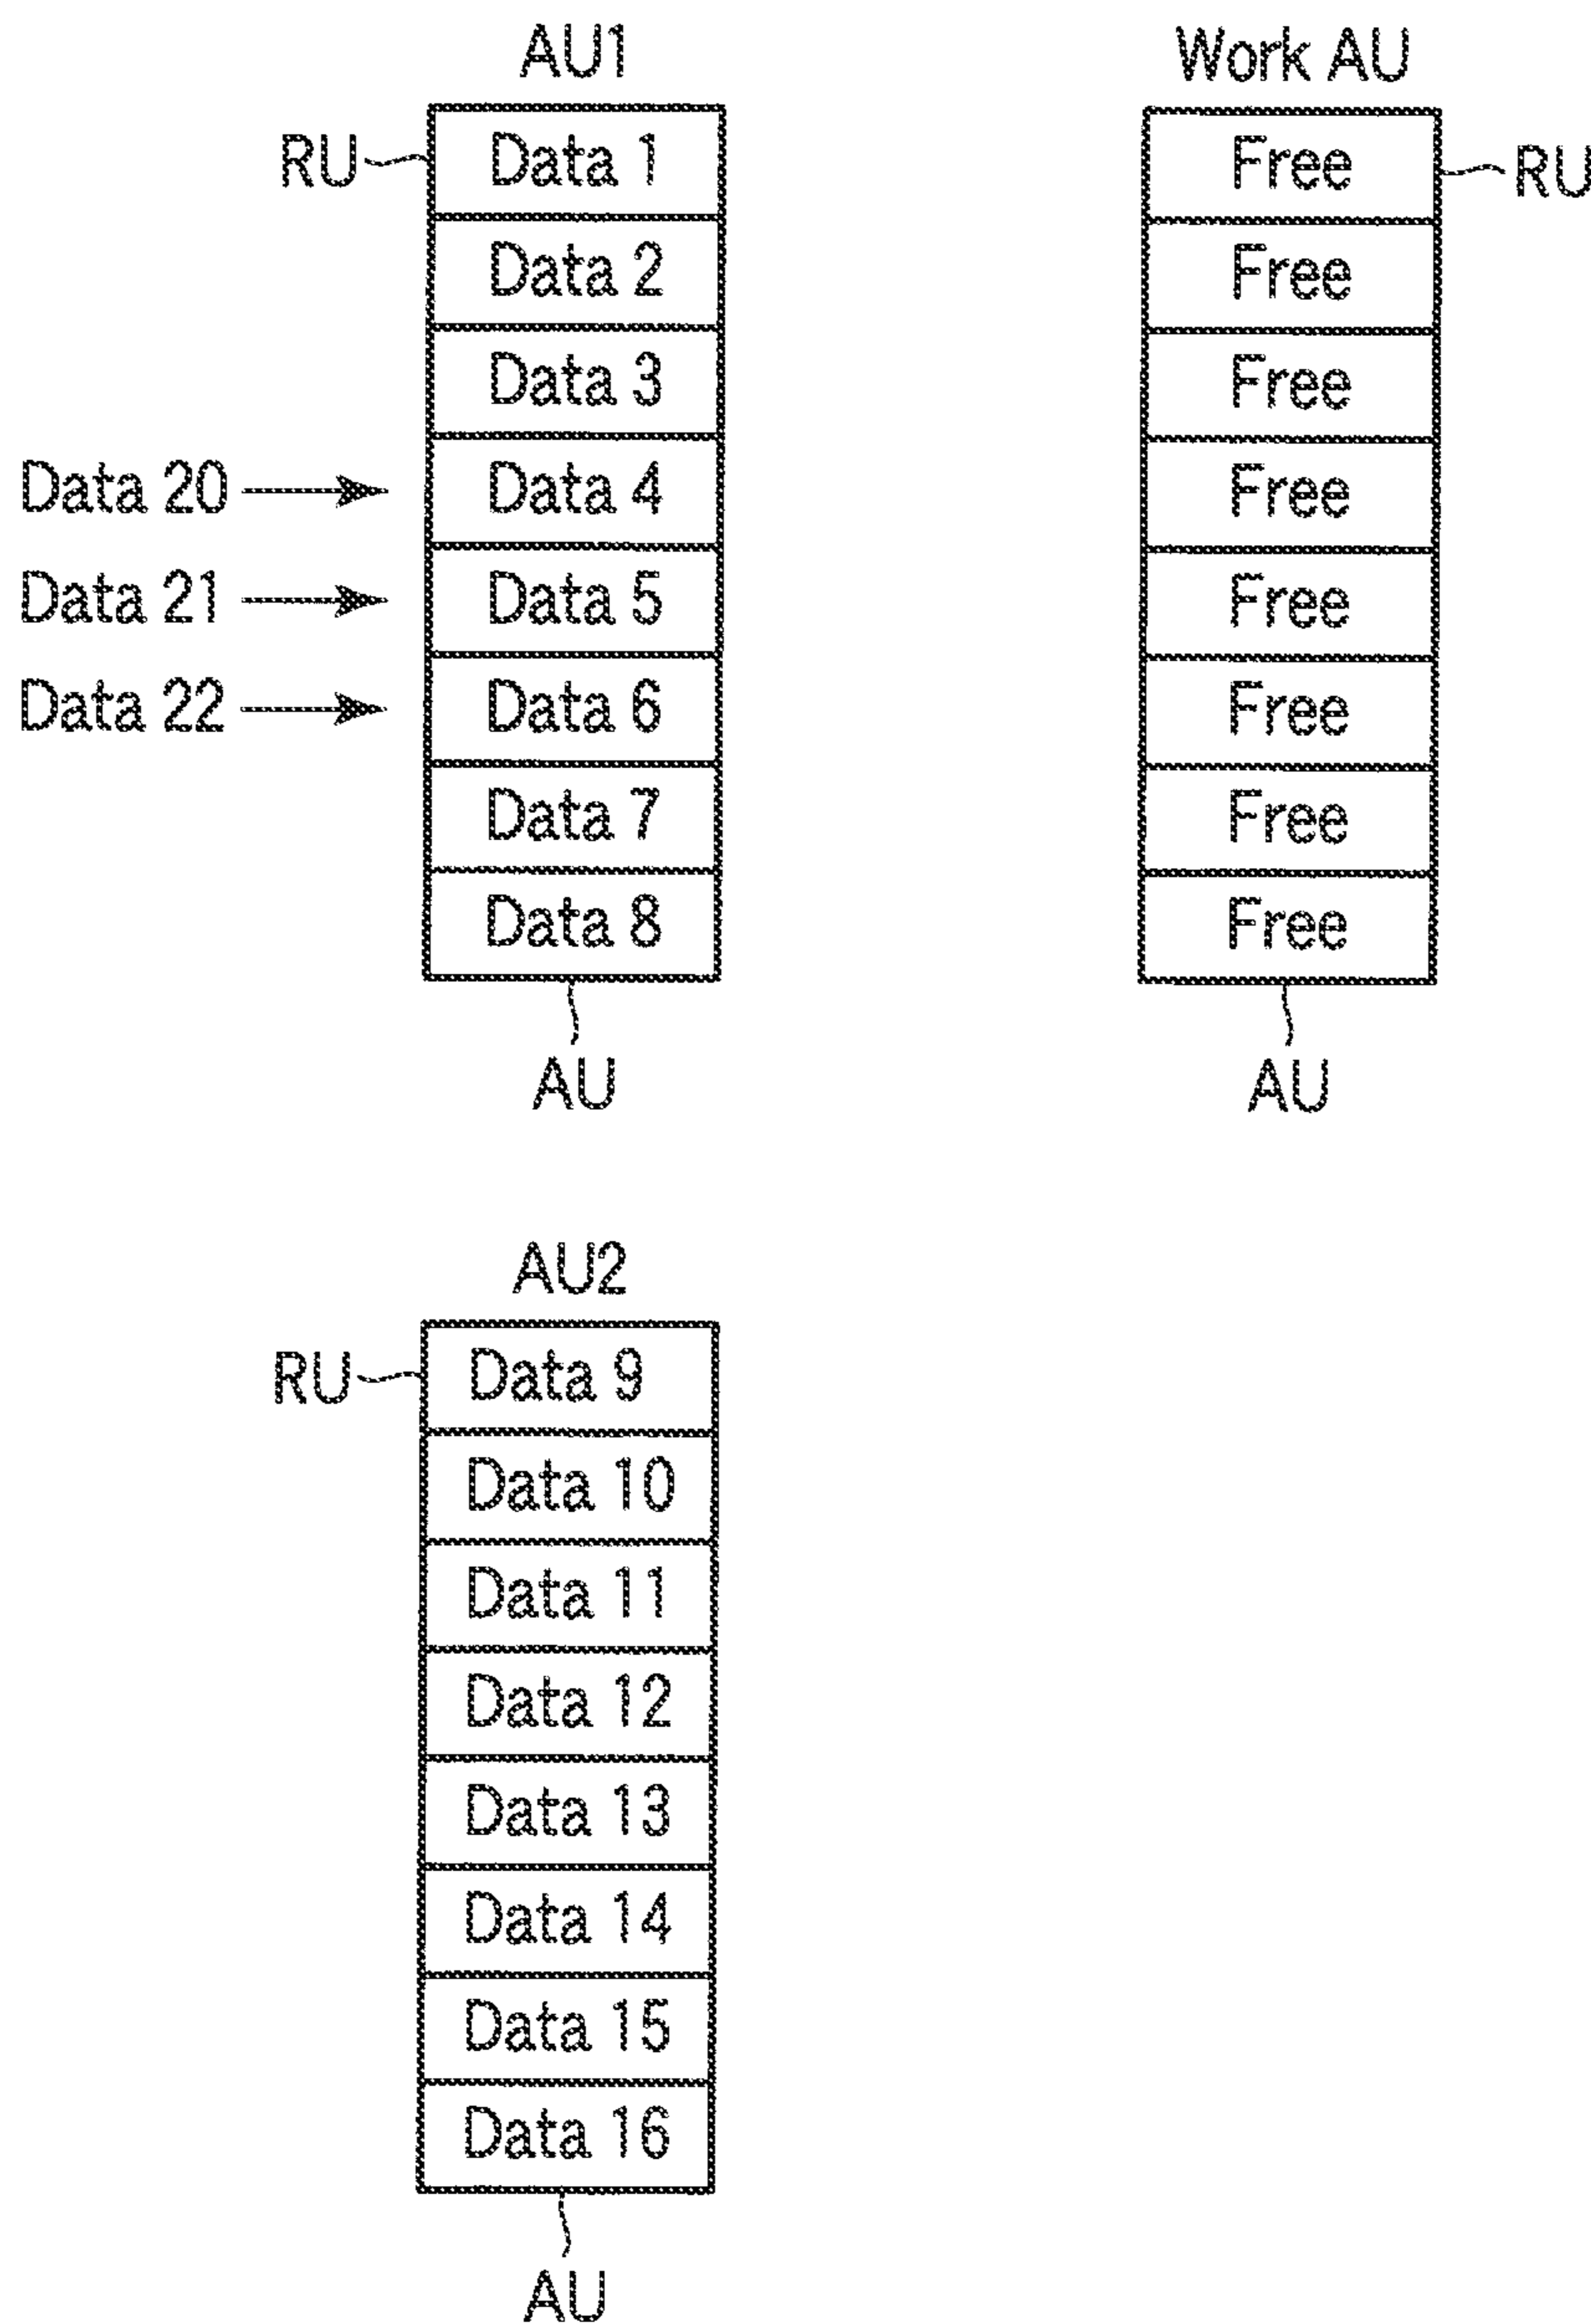 AU1
RU
Data 1
Data 2
Data 3
Data 20
Data 4
Data 21
Data 5
Data 22
Data 6
Data 7
Data 8
AU
Work AU
Free
RU
Free
Free
Free
Free
Free
Free
Free
AU
AU2
RU
Data 9
Data 10
Data 11
Data 12
Data 13
Data 14
Data 15
Data 16
AU